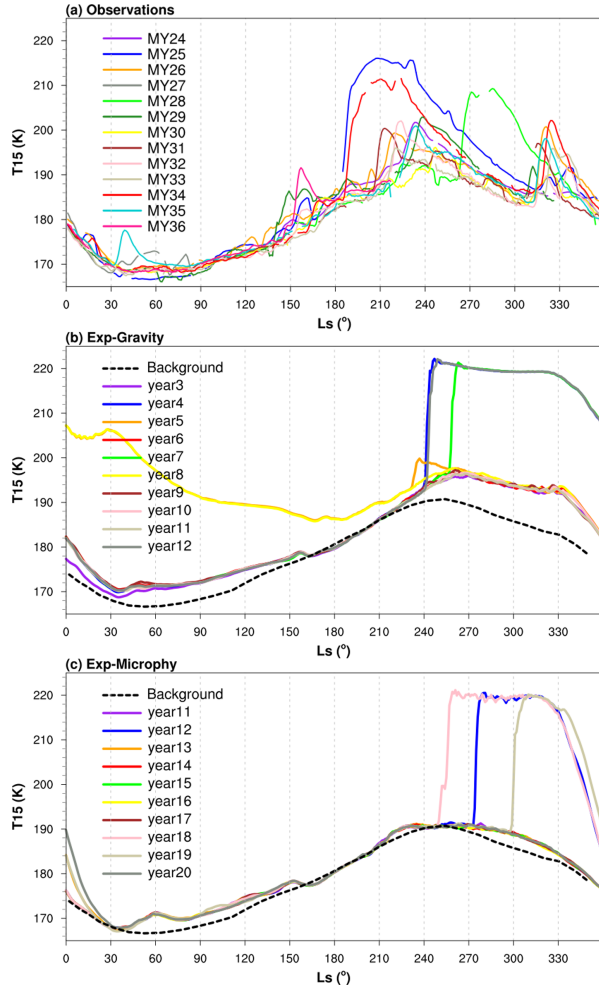 (a) Observations
T15 (K)
220
210
200
190
180
170
MY24
MY25
MY26
MY27
MY28
MY29
MY30
MY31
MY32
MY33
MY34
MY35
MY36
0 30 60 90 120 150 180 210 240 270 300 330
Ls (°)
(b) Exp-Gravity
T15 (K)
220
210
200
190
180
170
Background
year3
year4
year5
year6
year7
year8
year9
year10
year11
year12
0 30 60 90 120 150 180 210 240 270 300 330
Ls (°)
(c) Exp-Microphy
T15 (K)
220
210
200
190
180
170
Background
year11
year12
year13
year14
year15
year16
year17
year18
year19
year20
0 30 60 90 120 150 180 210 240 270 300 330
Ls (°)